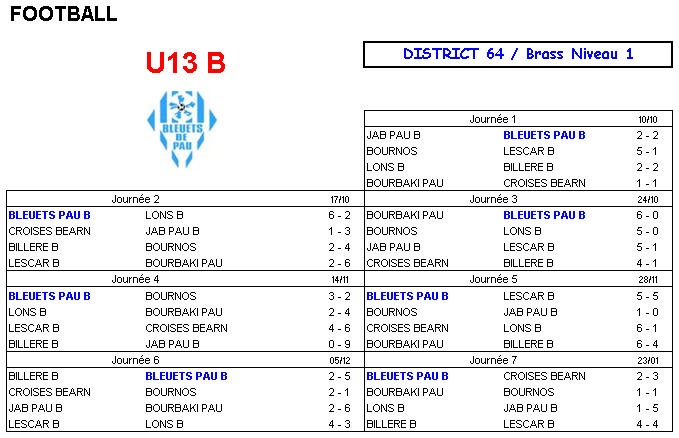 FOOTBALL
U13 B
DISTRICT 64 / Brass Niveau 1
BLEUETS
DE
PAU
Journée 1 10/10
JAB PAU B BLEUETS PAU B 2 - 2
BOURNOS LESCAR B 5 - 1
LONS B BILLERE B 2 - 2
BOURBAKI PAU CROISES BEARN 1 - 1
Journée 2 17/10
BLEUETS PAU B LONS B 6 - 2
CROISES BEARN JAB PAU B 1 - 3
BILLERE B BOURNOS 2 - 4
LESCAR B BOURBAKI PAU 2 - 6
Journée 3 24/10
BOURBAKI PAU BLEUETS PAU B 6 - 0
BOURNOS LONS B 5 - 0
JAB PAU B LESCAR B 5 - 1
CROISES BEARN BILLERE B 4 - 1
Journée 4 14/11
BLEUETS PAU B BOURNOS 3 - 2
LONS B BOURBAKI PAU 2 - 4
LESCAR B CROISES BEARN 4 - 6
BILLERE B JAB PAU B 0 - 9
Journée 5 28/11
BLEUETS PAU B LESCAR B 5 - 5
BOURNOS JAB PAU B 1 - 0
CROISES BEARN LONS B 6 - 1
BOURBAKI PAU BILLERE B 6 - 4
Journée 6 05/12
BILLERE B BLEUETS PAU B 2 - 5
CROISES BEARN BOURNOS 2 - 1
JAB PAU B BOURBAKI PAU 2 - 6
LESCAR B LONS B 4 - 3
Journée 7 23/01
BLEUETS PAU B CROISES BEARN 2 - 3
BOURBAKI PAU BOURNOS 1 - 1
LONS B JAB PAU B 1 - 5
BILLERE B LESCAR B 4 - 4